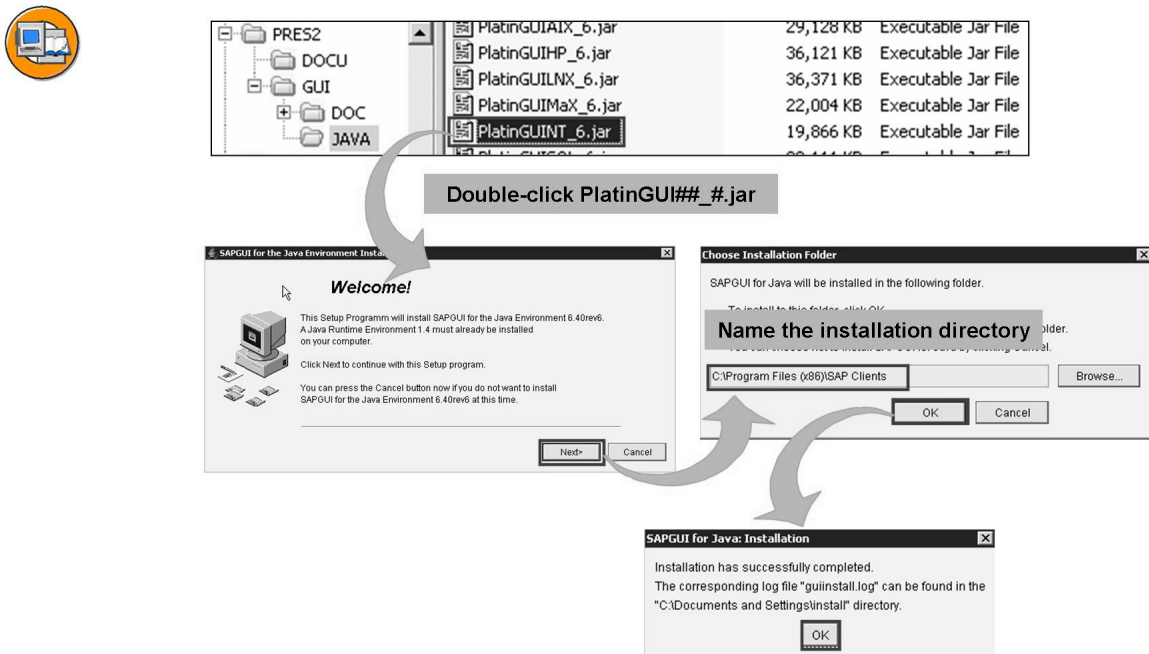 PRES2
DOCU
GUI
DOC
JAVA
PlatinGUIAIX_6.jar 29,128 KB Executable Jar File
PlatinGUIHP_6.jar 36,121 KB Executable Jar File
PlatinGUILNX_6.jar 36,371 KB Executable Jar File
PlatinGUIMaX_6.jar 22,004 KB Executable Jar File
PlatinGUINT_6.jar 19,866 KB Executable Jar File
Double-click PlatinGUI##_#.jar
SAPGUI for the Java Environment
Welcome!
This Setup Programm will install SAPGUI for the Java Environment 6.40rev6.
A Java Runtime Environment 1.4 must already be installed
on your computer.
Click Next to continue with this Setup program.
You can press the Cancel button now if you do not want to install
SAPGUI for the Java Environment 6.40rev6 at this time.
Next> Cancel
Choose Installation Folder
SAPGUI for Java will be installed in the following folder.
To install to this folder, click OK
Name the installation directory
C:\Program Files (x86)\SAP Clients
Browse...
OK Cancel
SAPGUI for Java: Installation
Installation has successfully completed.
The corresponding log file "guiinstall.log" can be found in the
"C:\Documents and Settings\install" directory.
OK